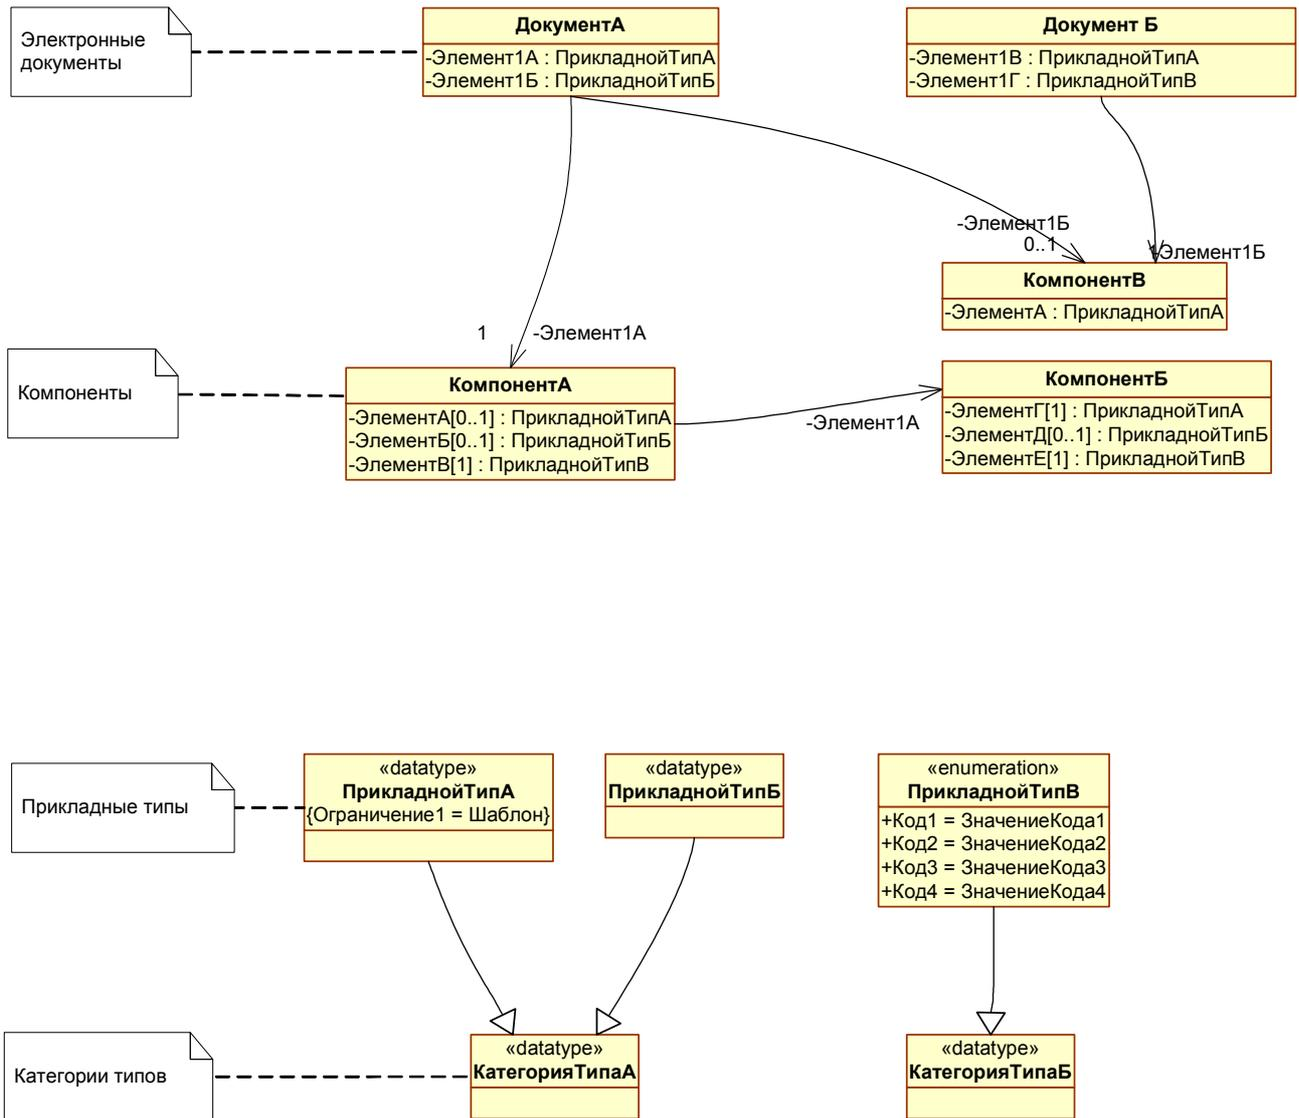 Электронные
документы
ДокументА
-Элемент1А : ПрикладнойТипА
-Элемент1Б : ПрикладнойТипБ
Документ Б
-Элемент1В : ПрикладнойТипА
-Элемент1Г : ПрикладнойТипВ
-Элемент1Б
0..1
1
-Элемент1Б
КомпонентВ
-ЭлементА : ПрикладнойТипА
1
-Элемент1А
Компоненты
КомпонентА
-ЭлементА[0..1] : ПрикладнойТипА
-ЭлементБ[0..1] : ПрикладнойТипБ
-ЭлементВ[1] : ПрикладнойТипВ
-Элемент1А
КомпонентБ
-ЭлементГ[1] : ПрикладнойТипА
-ЭлементД[0..1] : ПрикладнойТипБ
-ЭлементЕ[1] : ПрикладнойТипВ
Прикладные типы
«datatype»
ПрикладнойТипА
{Ограничение1 = Шаблон}
«datatype»
ПрикладнойТипБ
«enumeration»
ПрикладнойТипВ
+Код1 = ЗначениеКода1
+Код2 = ЗначениеКода2
+Код3 = ЗначениеКода3
+Код4 = ЗначениеКода4
Категории типов
«datatype»
КатегорияТипаА
«datatype»
КатегорияТипаБ